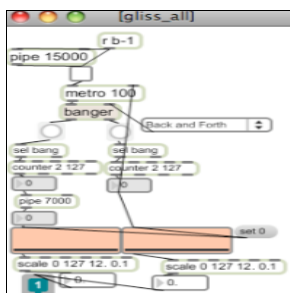 [gliss_all]
r b-1
pipe 15000
metro 100
banger
Back and Forth
sel bang sel bang
counter 2 127 counter 2 127
0 0
pipe 7000
0
set 0
scale 0 127 12. 0.1 scale 0 127 12. 0.1
1 0. 0.